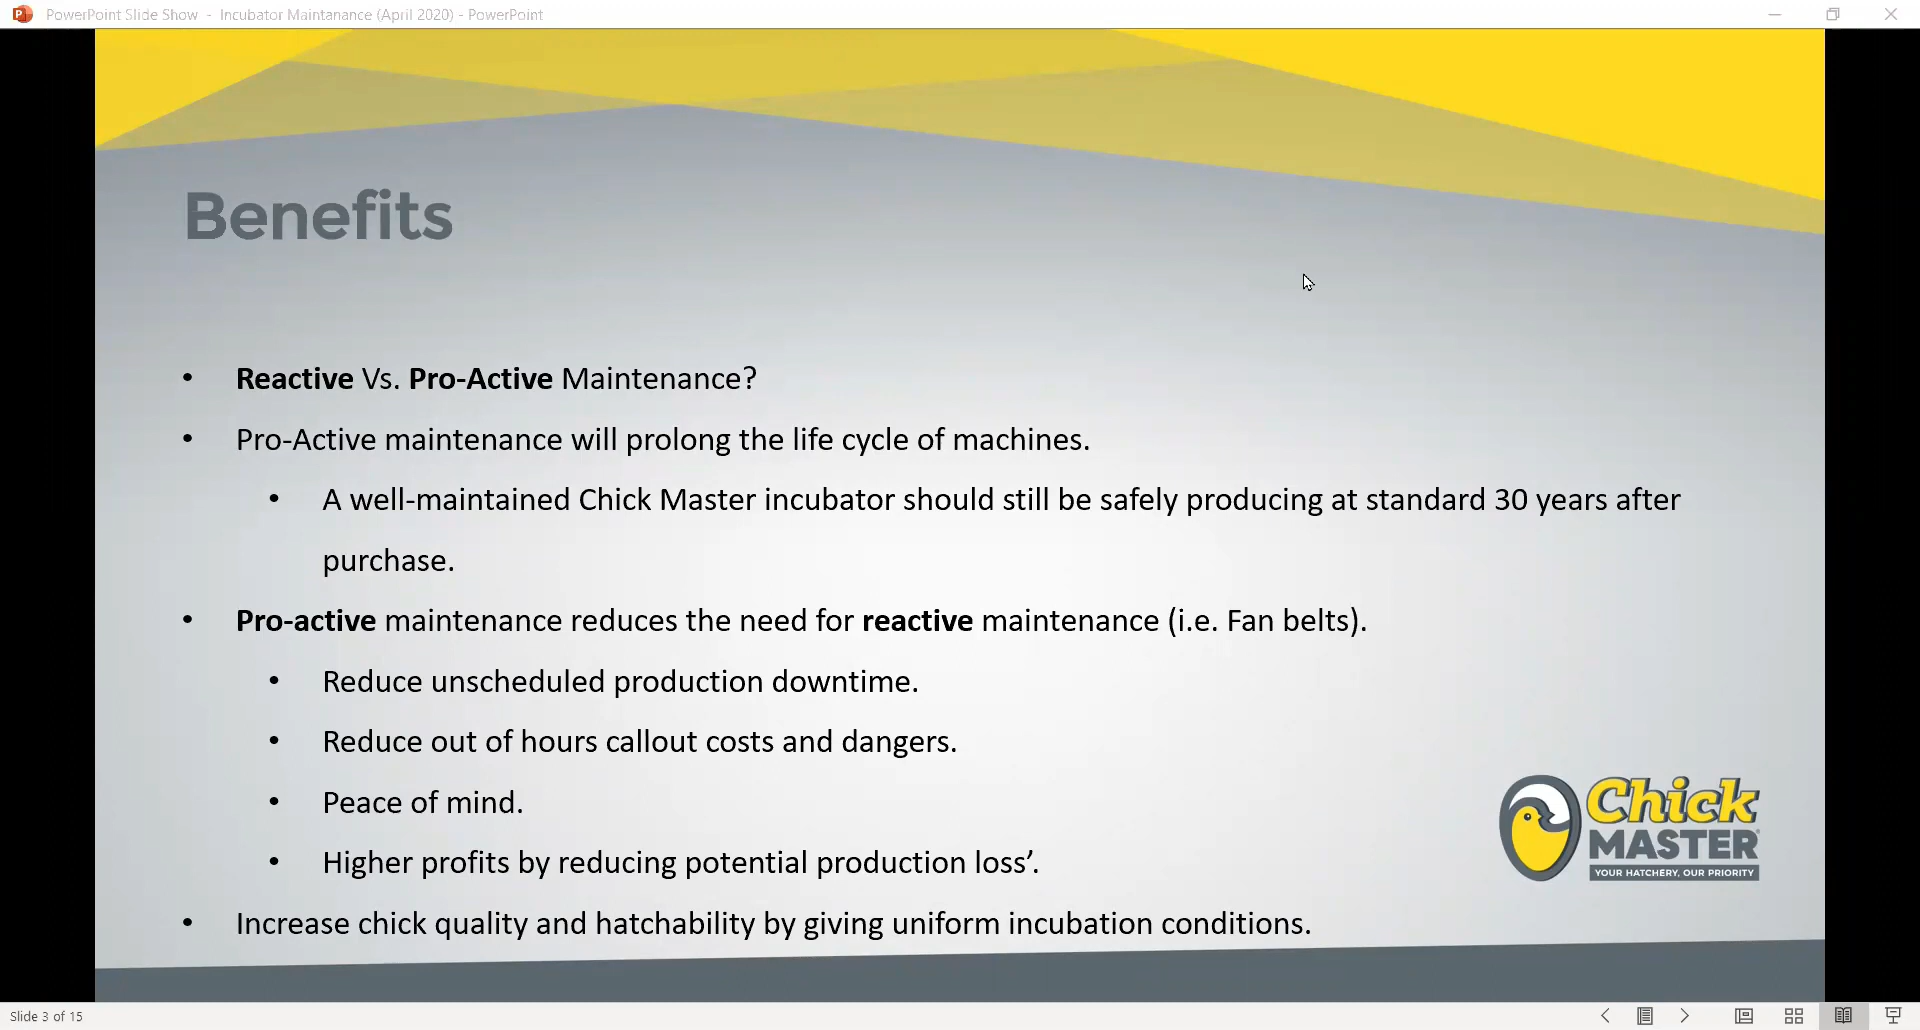 PowerPoint Slide Show - Incubator Maintanance (April 2020) - PowerPoint
Benefits
• Reactive Vs. Pro-Active Maintenance?
• Pro-Active maintenance will prolong the life cycle of machines.
• A well-maintained Chick Master incubator should still be safely producing at standard 30 years after
purchase.
• Pro-active maintenance reduces the need for reactive maintenance (i.e. Fan belts).
• Reduce unscheduled production downtime.
• Reduce out of hours callout costs and dangers.
• Peace of mind.
• Higher profits by reducing potential production loss’.
• Increase chick quality and hatchability by giving uniform incubation conditions.
Chick
MASTER
YOUR HATCHERY, OUR PRIORITY
Slide 3 of 15